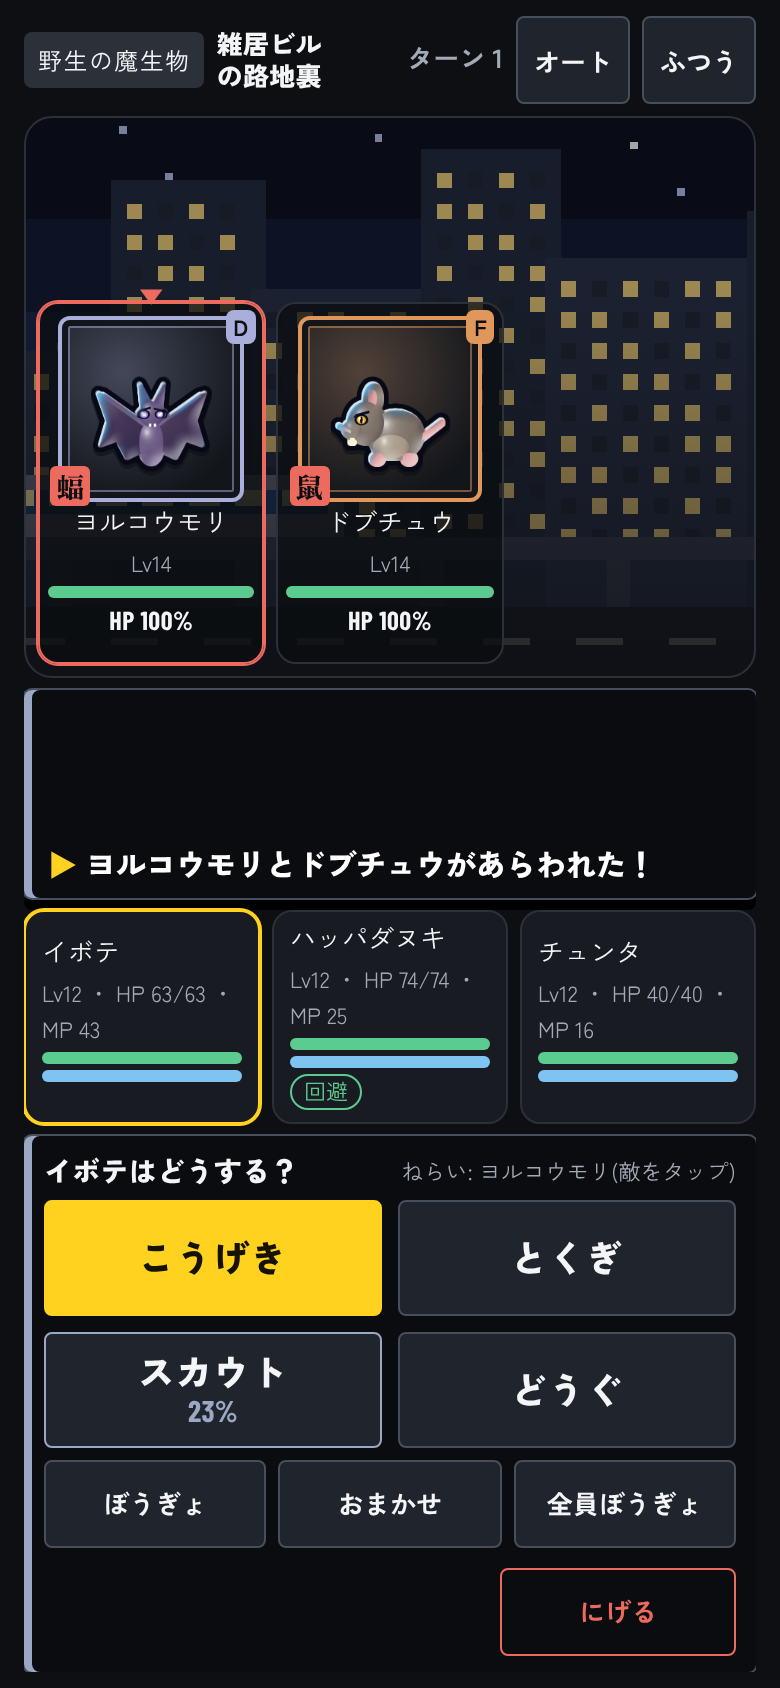 野生の魔生物
雑居ビル
の路地裏
ターン 1
オート
ふつう
D
F
蝠
鼠
ヨルコウモリ
ドブチュウ
Lv14
Lv14
HP 100%
HP 100%
▶ ヨルコウモリとドブチュウがあらわれた!
イボテ
Lv12 ・ HP 63/63 ・
MP 43
ハッパダヌキ
Lv12 ・ HP 74/74 ・
MP 25
回避
チュンタ
Lv12 ・ HP 40/40 ・
MP 16
イボテはどうする?
ねらい: ヨルコウモリ(敵をタップ)
こうげき
とくぎ
スカウト
23%
どうぐ
ぼうぎょ
おまかせ
全員ぼうぎょ
にげる